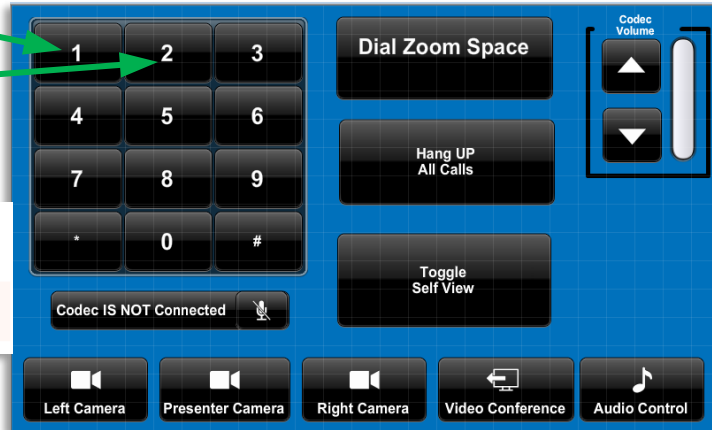 1 2 3
4 5 6
7 8 9
* 0 #
Codec IS NOT Connected
Dial Zoom Space
Hang UP
All Calls
Toggle
Self View
Codec
Volume
Left Camera
Presenter Camera
Right Camera
Video Conference
Audio Control